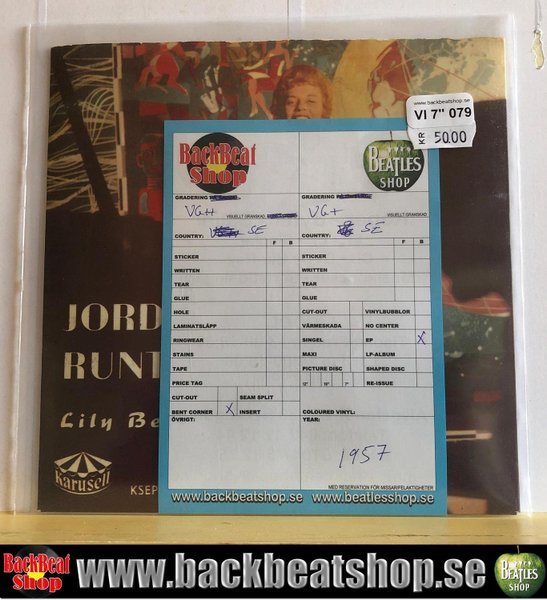 www.backbeatshop.se
VI 7" 079
KR 50.00
BackBeat Shop
BEATLES SHOP
GRADERING
VG++
VISUELLT GRANSKAD,
COUNTRY: SE
F B
STICKER
WRITTEN
TEAR
GLUE
HOLE
LAMINATSLÄPP
RINGWEAR
STAINS
TAPE
PRICE TAG
CUT-OUT SEAM SPLIT
BENT CORNER X INSERT
ÖVRIGT:
GRADERING
VG+
VISUELLT GRANSKAD,
COUNTRY: SE
F B
STICKER
WRITTEN
TEAR
GLUE
CUT-OUT VINYLBUBBLOR
VÄRMESKADA NO CENTER
SINGEL EP X
MAXI LP-ALBUM
PICTURE DISC SHAPED DISC
12" 10" 7" RE-ISSUE
COLOURED VINYL:
YEAR:
1957
MED RESERVATION FÖR MISSAR/FELAKTIGHETER
www.backbeatshop.se www.beatlesshop.se
JORD
RUNT
Lily Be
Karusell
KSEP
BackBeat Shop www.backbeatshop.se BEATLES SHOP